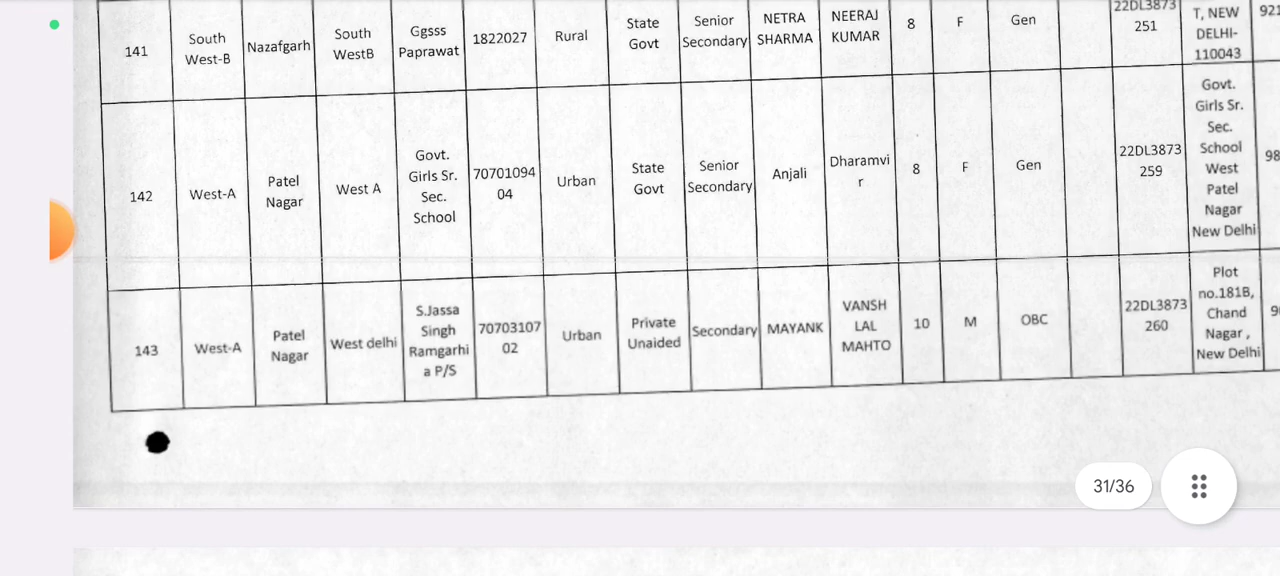 141
South
West-B
Nazafgarh
South
WestB
Ggsss
Paprawat
1822027
Rural
State
Govt
Senior
Secondary
NETRA
SHARMA
NEERAJ
KUMAR
8
F
Gen
22DL3873
251
T, NEW
DELHI-
110043
921
142
West-A
Patel
Nagar
West A
Govt.
Girls Sr.
Sec.
School
70701094
04
Urban
State
Govt
Senior
Secondary
Anjali
Dharamvi
r
8
F
Gen
22DL3873
259
Govt.
Girls Sr.
Sec.
School
West
Patel
Nagar
New Delhi
98
143
West-A
Patel
Nagar
West delhi
S.Jassa
Singh
Ramgarhi
a P/S
70703107
02
Urban
Private
Unaided
Secondary
MAYANK
VANSH
LAL
MAHTO
10
M
OBC
22DL3873
260
Plot
no.181B,
Chand
Nagar ,
New Delhi
31/36